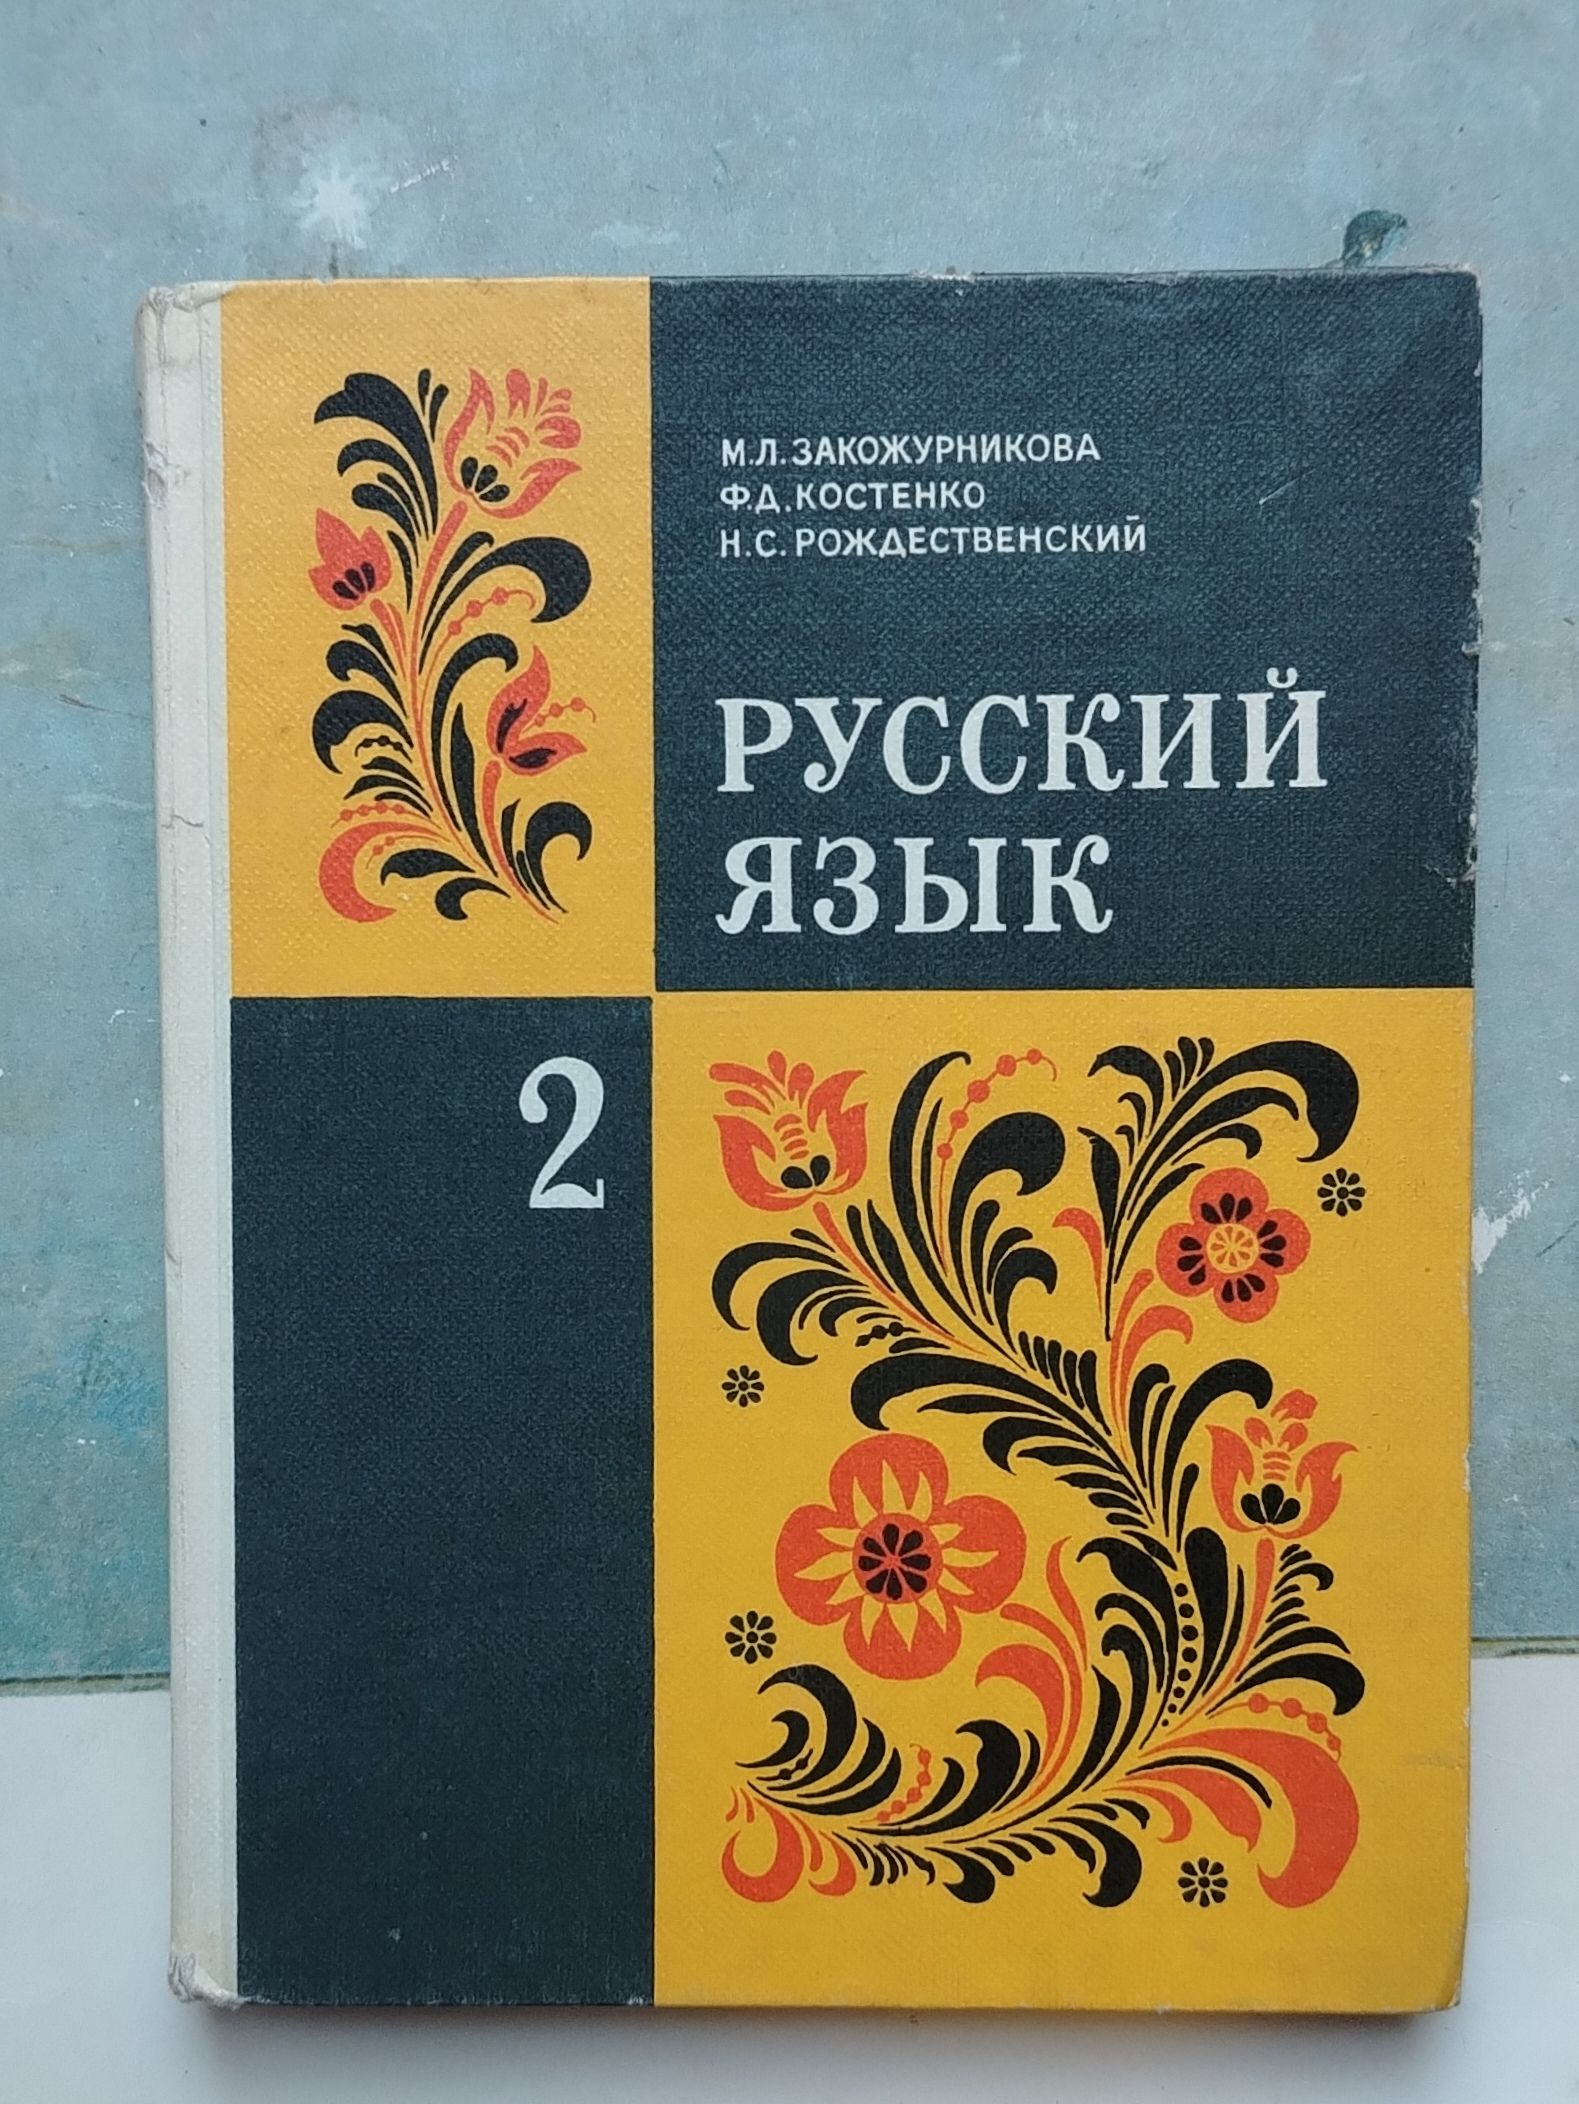 М.Л. ЗАКОЖУРНИКОВА
Ф.Д. КОСТЕНКО
Н.С. РОЖДЕСТВЕНСКИЙ
РУССКИЙ
ЯЗЫК
2